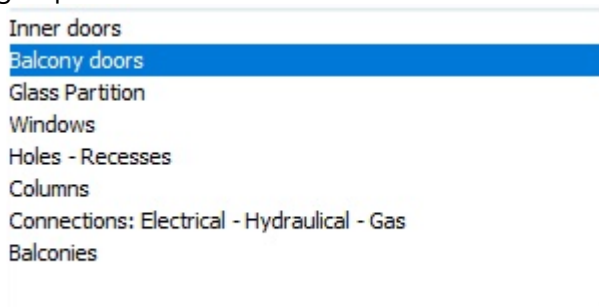 Inner doors
Balcony doors
Glass Partition
Windows
Holes - Recesses
Columns
Connections: Electrical - Hydraulical - Gas
Balconies